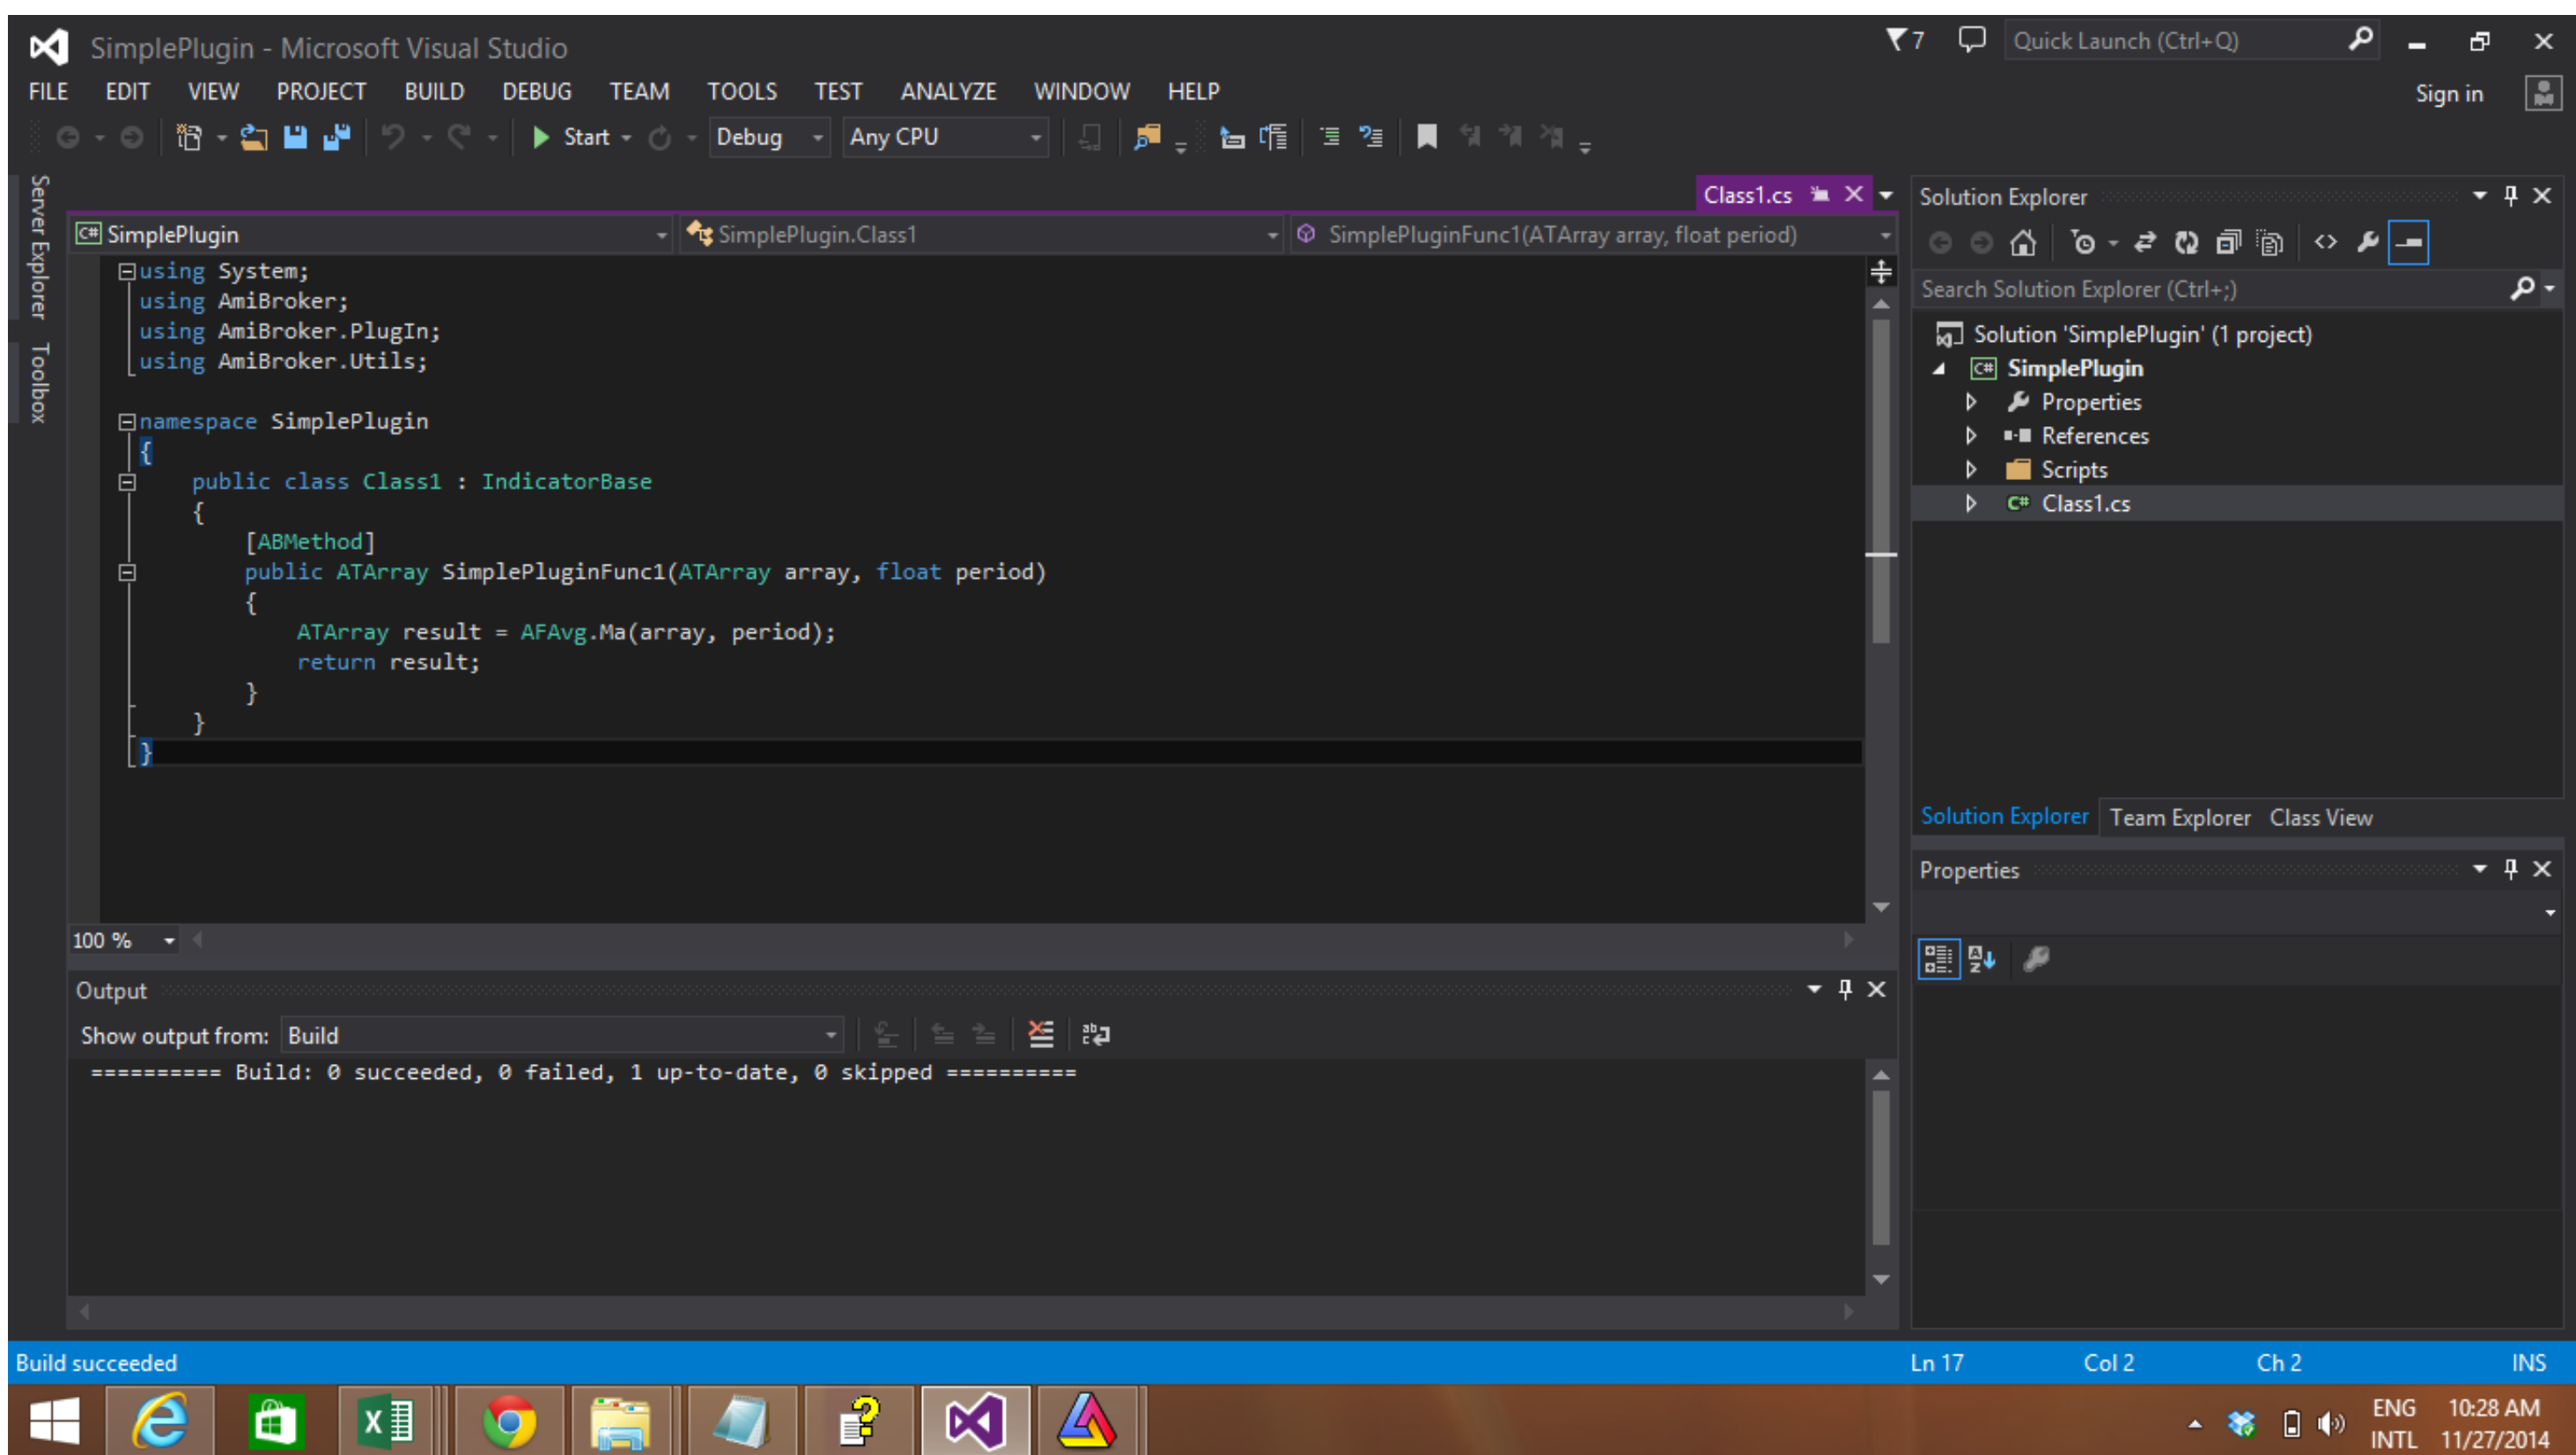 SimplePlugin - Microsoft Visual Studio
7
Quick Launch (Ctrl+Q)
FILE EDIT VIEW PROJECT BUILD DEBUG TEAM TOOLS TEST ANALYZE WINDOW HELP
Sign in
Start
Debug
Any CPU
Server Explorer
Toolbox
Class1.cs
SimplePlugin
SimplePlugin.Class1
SimplePluginFunc1(ATArray array, float period)
using System;
using AmiBroker;
using AmiBroker.PlugIn;
using AmiBroker.Utils;
namespace SimplePlugin
{
public class Class1 : IndicatorBase
{
[ABMethod]
public ATArray SimplePluginFunc1(ATArray array, float period)
{
ATArray result = AFAvg.Ma(array, period);
return result;
}
}
}
100 %
Output
Show output from: Build
========== Build: 0 succeeded, 0 failed, 1 up-to-date, 0 skipped ==========
Solution Explorer
Search Solution Explorer (Ctrl+;)
Solution 'SimplePlugin' (1 project)
C# SimplePlugin
Properties
References
Scripts
C# Class1.cs
Solution Explorer Team Explorer Class View
Properties
Build succeeded
Ln 17 Col 2 Ch 2 INS
ENG 10:28 AM
INTL 11/27/2014